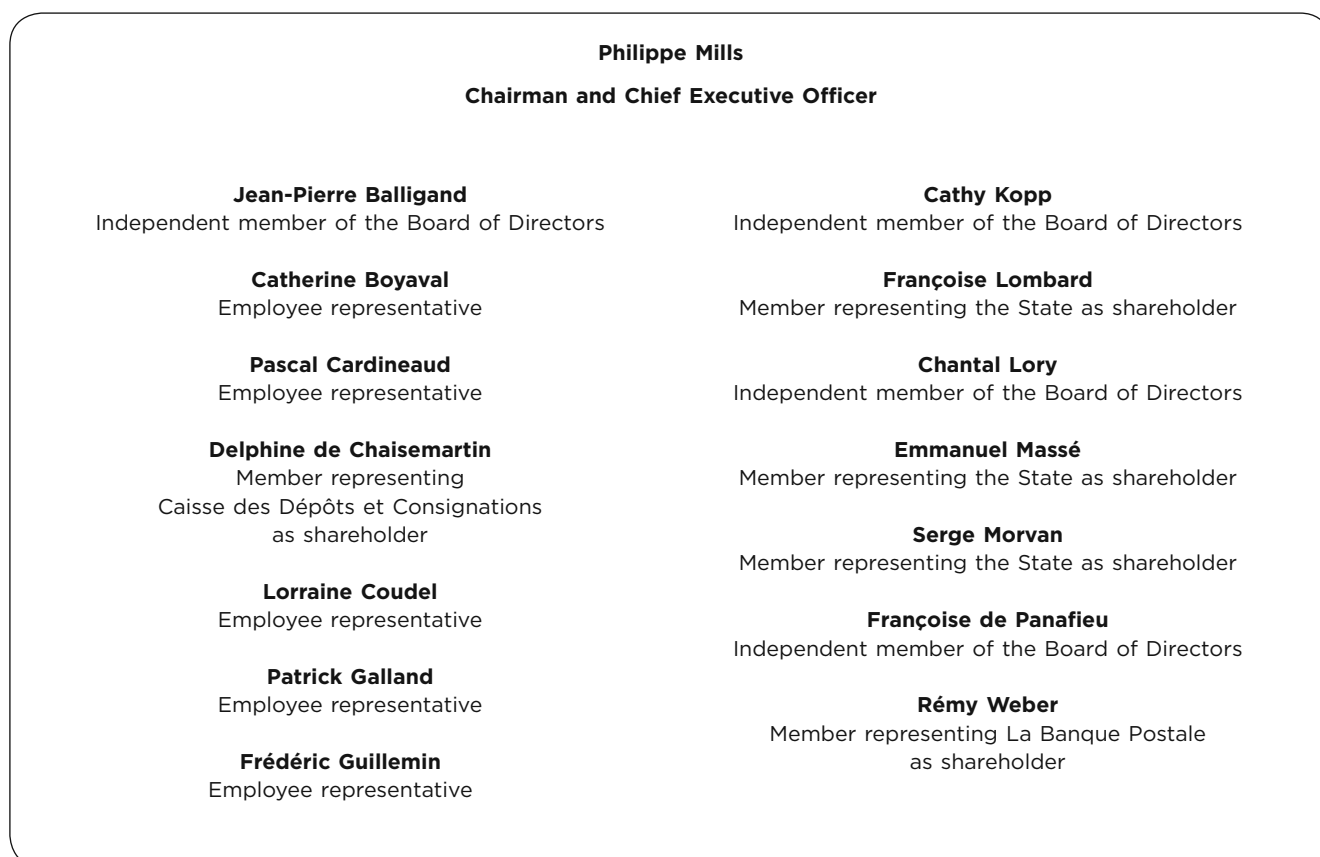 Philippe Mills
Chairman and Chief Executive Officer
Jean-Pierre Balligand
Independent member of the Board of Directors
Catherine Boyaval
Employee representative
Pascal Cardineaud
Employee representative
Delphine de Chaisemartin
Member representing
Caisse des Dépôts et Consignations
as shareholder
Lorraine Coudel
Employee representative
Patrick Galland
Employee representative
Frédéric Guillemin
Employee representative
Cathy Kopp
Independent member of the Board of Directors
Françoise Lombard
Member representing the State as shareholder
Chantal Lory
Independent member of the Board of Directors
Emmanuel Massé
Member representing the State as shareholder
Serge Morvan
Member representing the State as shareholder
Françoise de Panafieu
Independent member of the Board of Directors
Rémy Weber
Member representing La Banque Postale
as shareholder